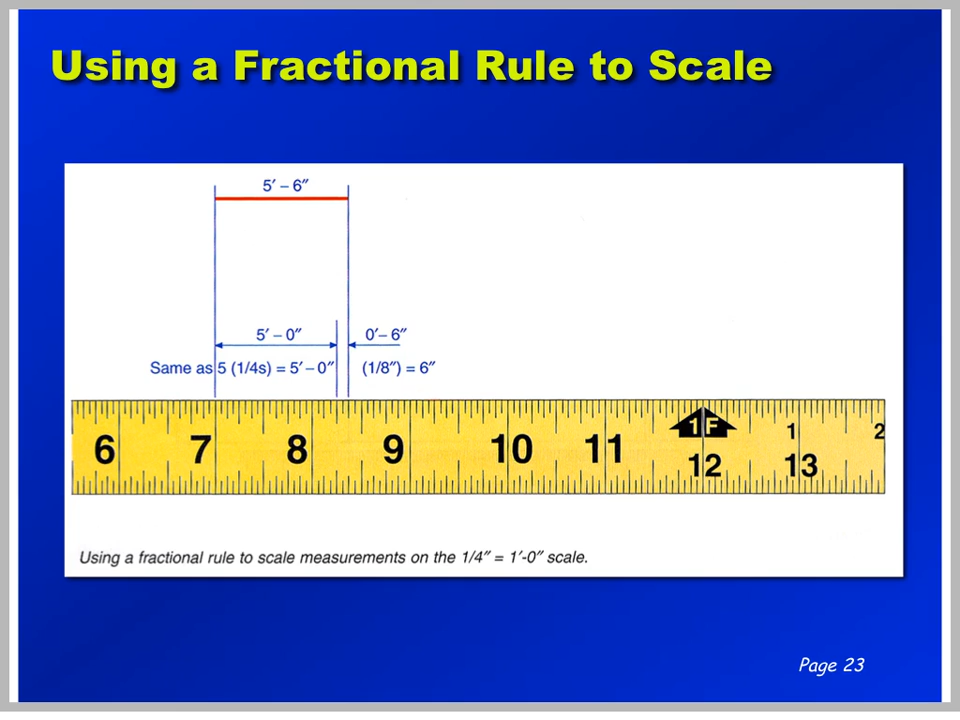 Using a Fractional Rule to Scale
5′ – 6″
5′ – 0″ 0′– 6″
Same as 5 (1/4s) = 5′ – 0″ (1/8″) = 6″
1F 1 2
6 7 8 9 10 11 12 13
Using a fractional rule to scale measurements on the 1/4″ = 1′-0″ scale.
Page 23